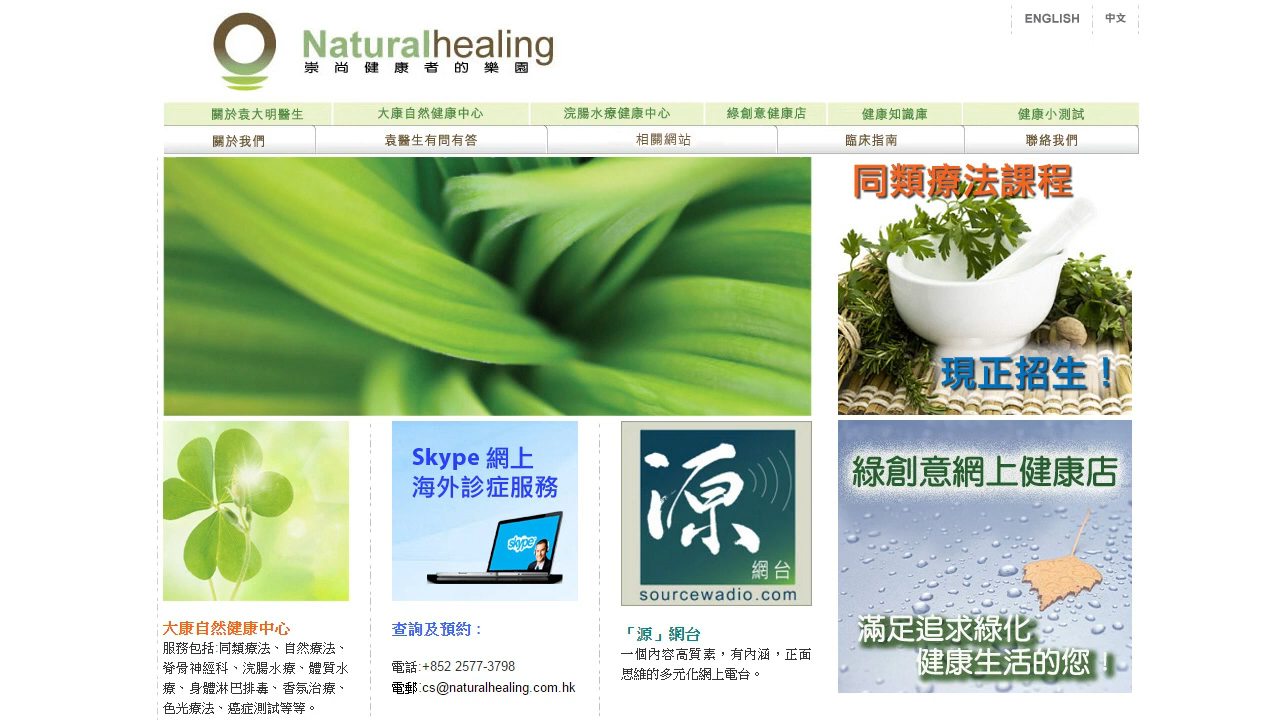 ENGLISH 中文
Naturalhealing
崇尚健康者的樂園
關於袁大明醫生 大康自然健康中心 浣腸水療健康中心 綠創意健康店 健康知識庫 健康小測試
關於我們 袁醫生有問有答 相關網站 臨床指南 聯絡我們
同類療法課程
現正招生！
Skype 網上
海外診症服務
skype
源
網台
sourcewadio.com
綠創意網上健康店
滿足追求綠化
健康生活的您！
大康自然健康中心
服務包括:同類療法、自然療法、
脊骨神經科、浣腸水療、體質水
療、身體淋巴排毒、香氛治療、
色光療法、癌症測試等等。
查詢及預約：
電話:+852 2577-3798
電郵:cs@naturalhealing.com.hk
「源」網台
一個內容高質素，有內涵，正面
思維的多元化網上電台。